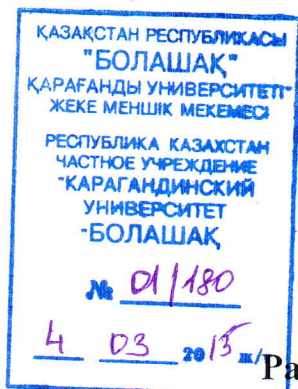 ҚАЗАҚСТАН РЕСПУБЛИКАСЫ
"БОЛАШАҚ"
ҚАРАҒАНДЫ УНИВЕРСИТЕТІ"
ЖЕКЕ МЕНШІК МЕКЕМЕСІ
РЕСПУБЛИКА КАЗАХСТАН
ЧАСТНОЕ УЧРЕЖДЕНИЕ
"КАРАГАНДИНСКИЙ
УНИВЕРСИТЕТ
"БОЛАШАҚ
№ 01/180
4 03 2015 ж/
Ра